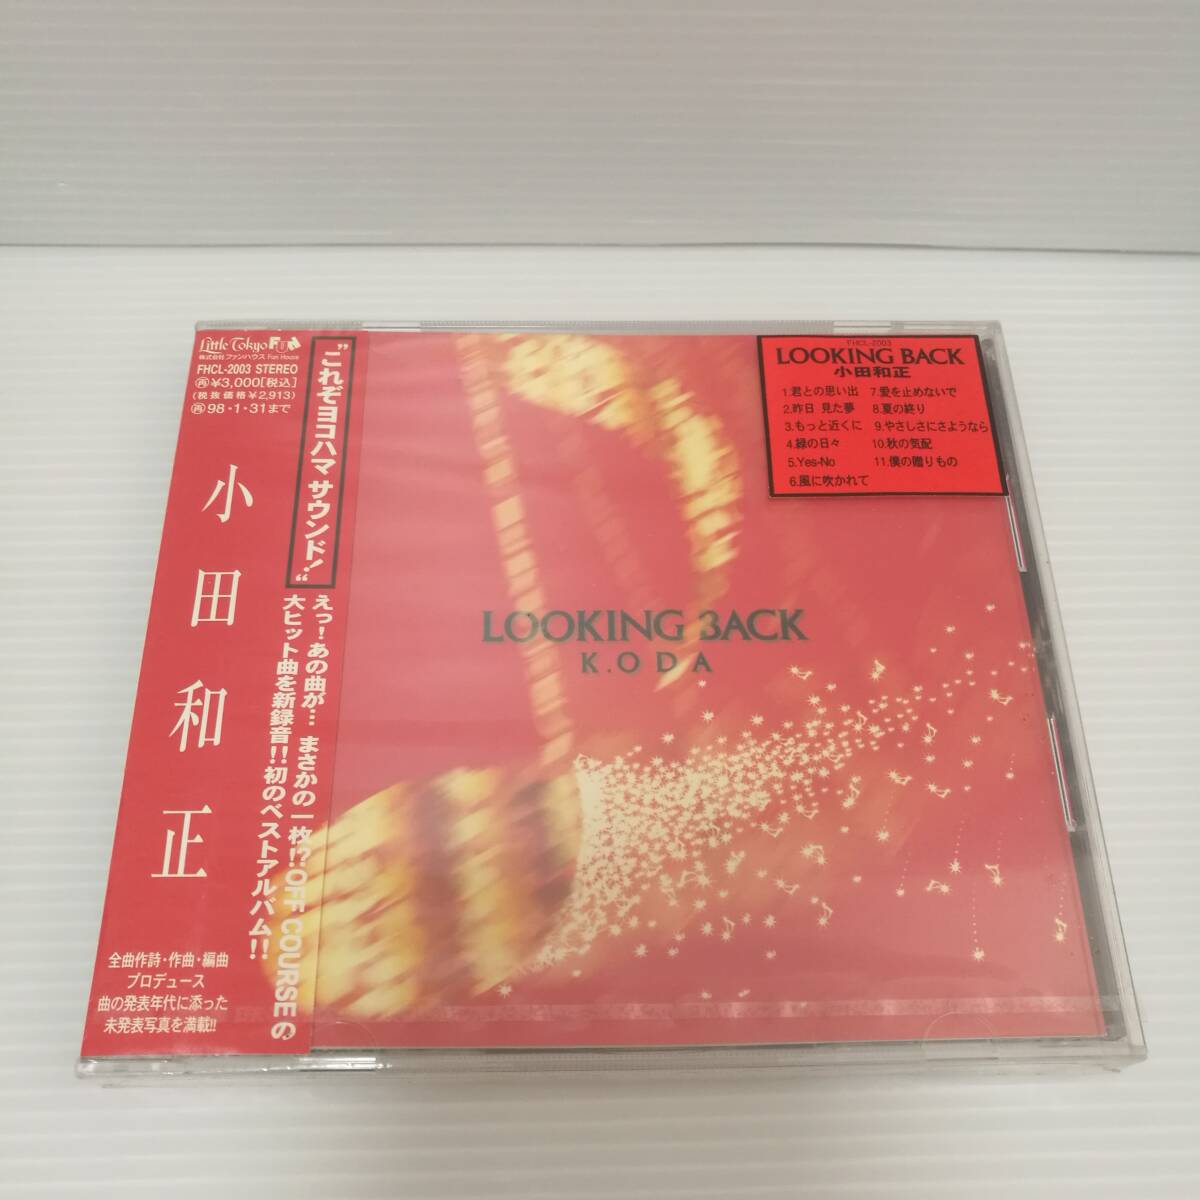 Little Tokyo Fun
株式会社ファンハウス Fun House
FHCL-2003 STEREO
再¥3,000[税込]
(税抜価格¥2,913)
再98・1・31まで
小田和正
全曲作詩・作曲・編曲
プロデュース
曲の発表年代に添った
未発表写真を満載!!
"これぞヨコハマサウンド!"
えっ!あの曲が… まさかの一枚?!OFF COURSEの
大ヒット曲を新録音!!初のベストアルバム!!
LOOKING BACK
K.ODA
FHCL-2003
LOOKING BACK
小田和正
1.君との思い出
2.昨日 見た夢
3.もっと近くに
4.緑の日々
5.Yes-No
6.風に吹かれて
7.愛を止めないで
8.夏の終り
9.やさしさにさようなら
10.秋の気配
11.僕の贈りもの